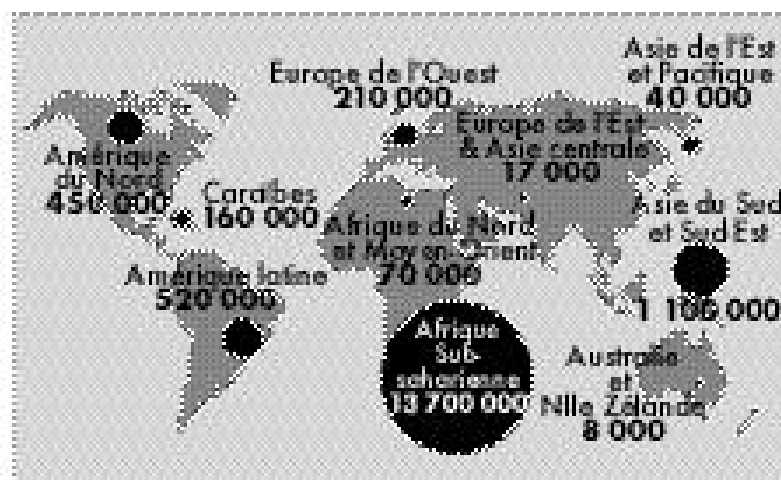 Asie de l'Est
et Pacifique
40 000
Europe de l'Ouest
210 000
Europe de l'Est
& Asie centrale
17 000
Amérique
du Nord
450 000
Caraïbes
160 000
Afrique du Nord
et Moyen-Orient
70 000
Asie du Sud
et Sud-Est
1 100 000
Amérique latine
520 000
Afrique
Sub-
saharienne
13 700 000
Australie
et
Nlle Zélande
8 000